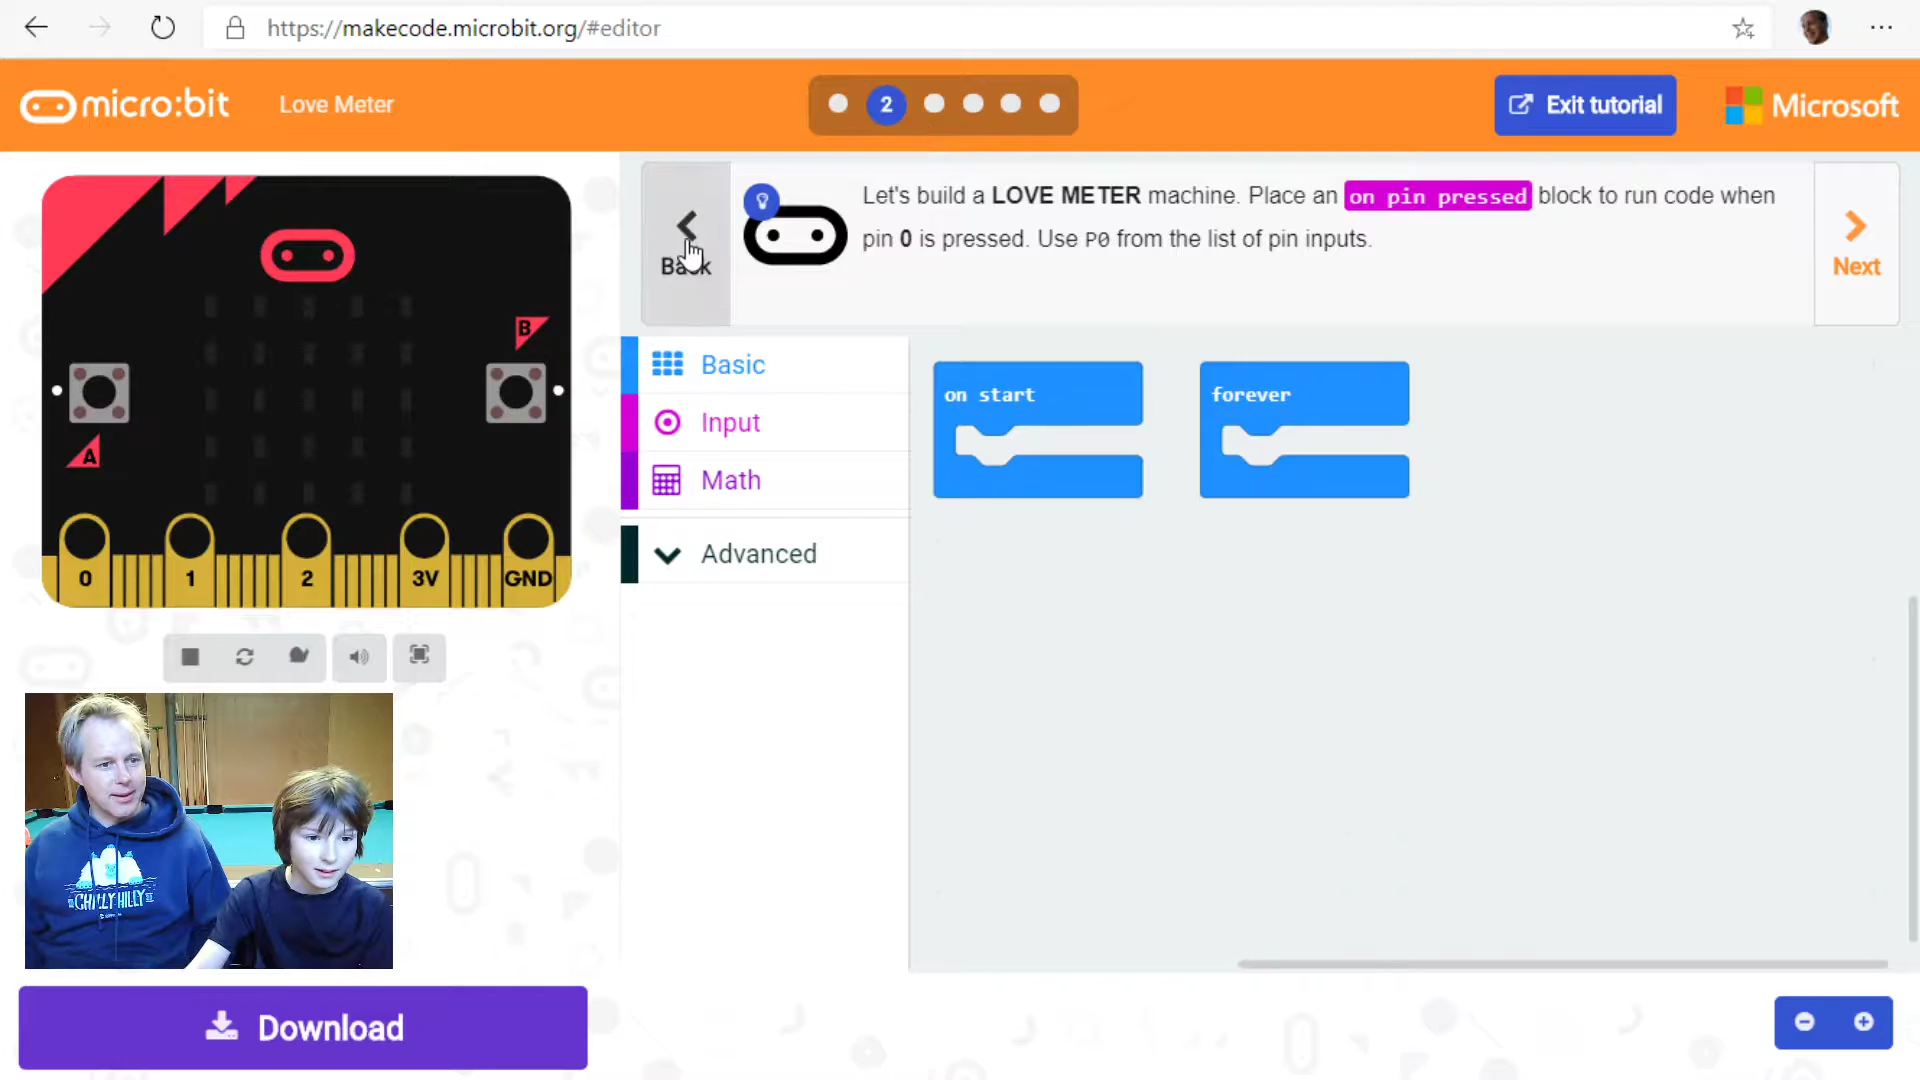 https://makecode.microbit.org/#editor
micro:bit
Love Meter
2
Exit tutorial
Microsoft
Back
Let's build a LOVE METER machine. Place an on pin pressed block to run code when
pin 0 is pressed. Use P0 from the list of pin inputs.
Next
B
A
0 1 2 3V GND
Basic
Input
Math
Advanced
on start
forever
CHILLY HILLY
Download